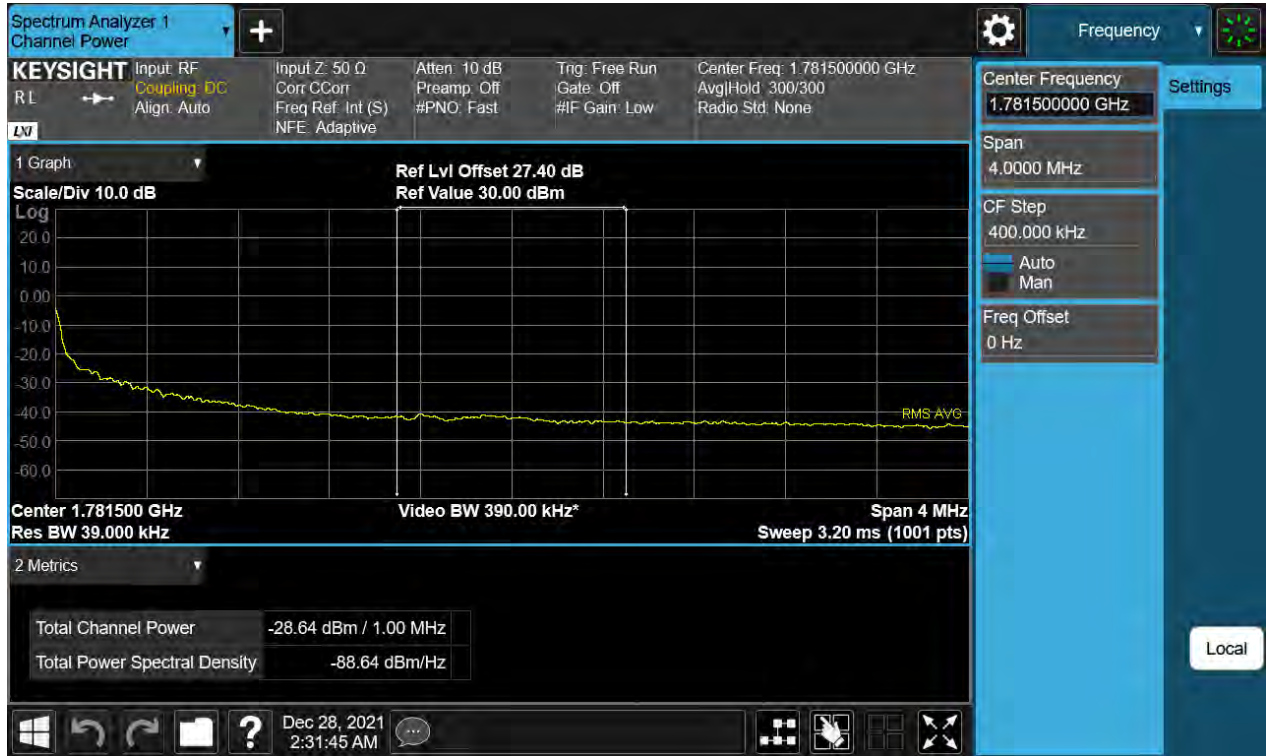 Spectrum Analyzer 1
Channel Power
+
Frequency
KEYSIGHT
RL
LXI
Input: RF
Coupling: DC
Align: Auto
Input Z: 50 Ω
Corr CCorr
Freq Ref: Int (S)
NFE: Adaptive
Atten: 10 dB
Preamp: Off
#PNO: Fast
Trig: Free Run
Gate: Off
#IF Gain: Low
Center Freq: 1.781500000 GHz
Avg|Hold: 300/300
Radio Std: None
Center Frequency
1.781500000 GHz
Settings
Span
4.0000 MHz
CF Step
400.000 kHz
Auto
Man
Freq Offset
0 Hz
1 Graph
Scale/Div 10.0 dB
Ref Lvl Offset 27.40 dB
Ref Value 30.00 dBm
Log
20.0
10.0
0.00
-10.0
-20.0
-30.0
-40.0
-50.0
-60.0
RMS AVG
Center 1.781500 GHz
Video BW 390.00 kHz*
Span 4 MHz
Res BW 39.000 kHz
Sweep 3.20 ms (1001 pts)
2 Metrics
Total Channel Power -28.64 dBm / 1.00 MHz
Total Power Spectral Density -88.64 dBm/Hz
Local
?
Dec 28, 2021
2:31:45 AM